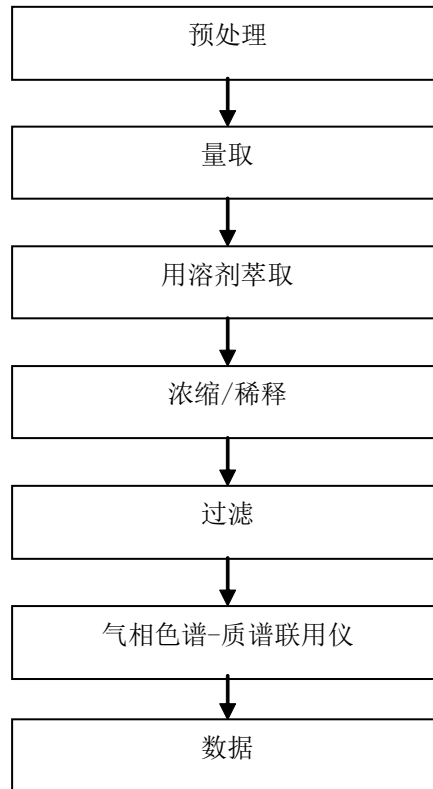 预处理
量取
用溶剂萃取
浓缩/稀释
过滤
气相色谱-质谱联用仪
数据